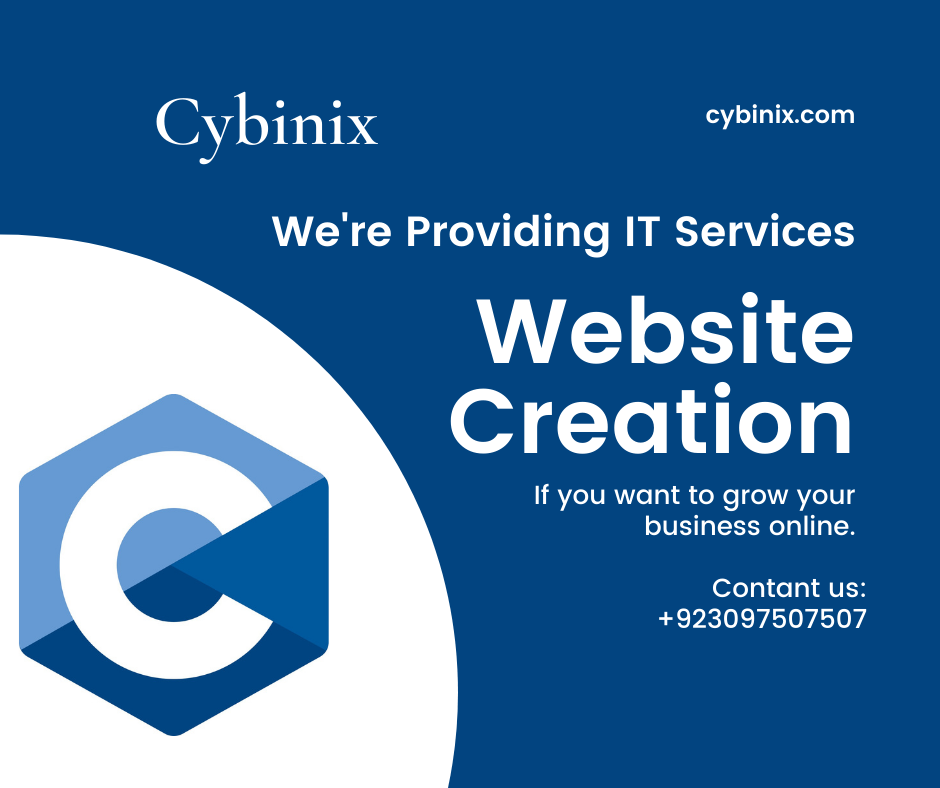 Cybinix
cybinix.com
We're Providing IT Services
Website
Creation
If you want to grow your
business online.
Contant us:
+923097507507